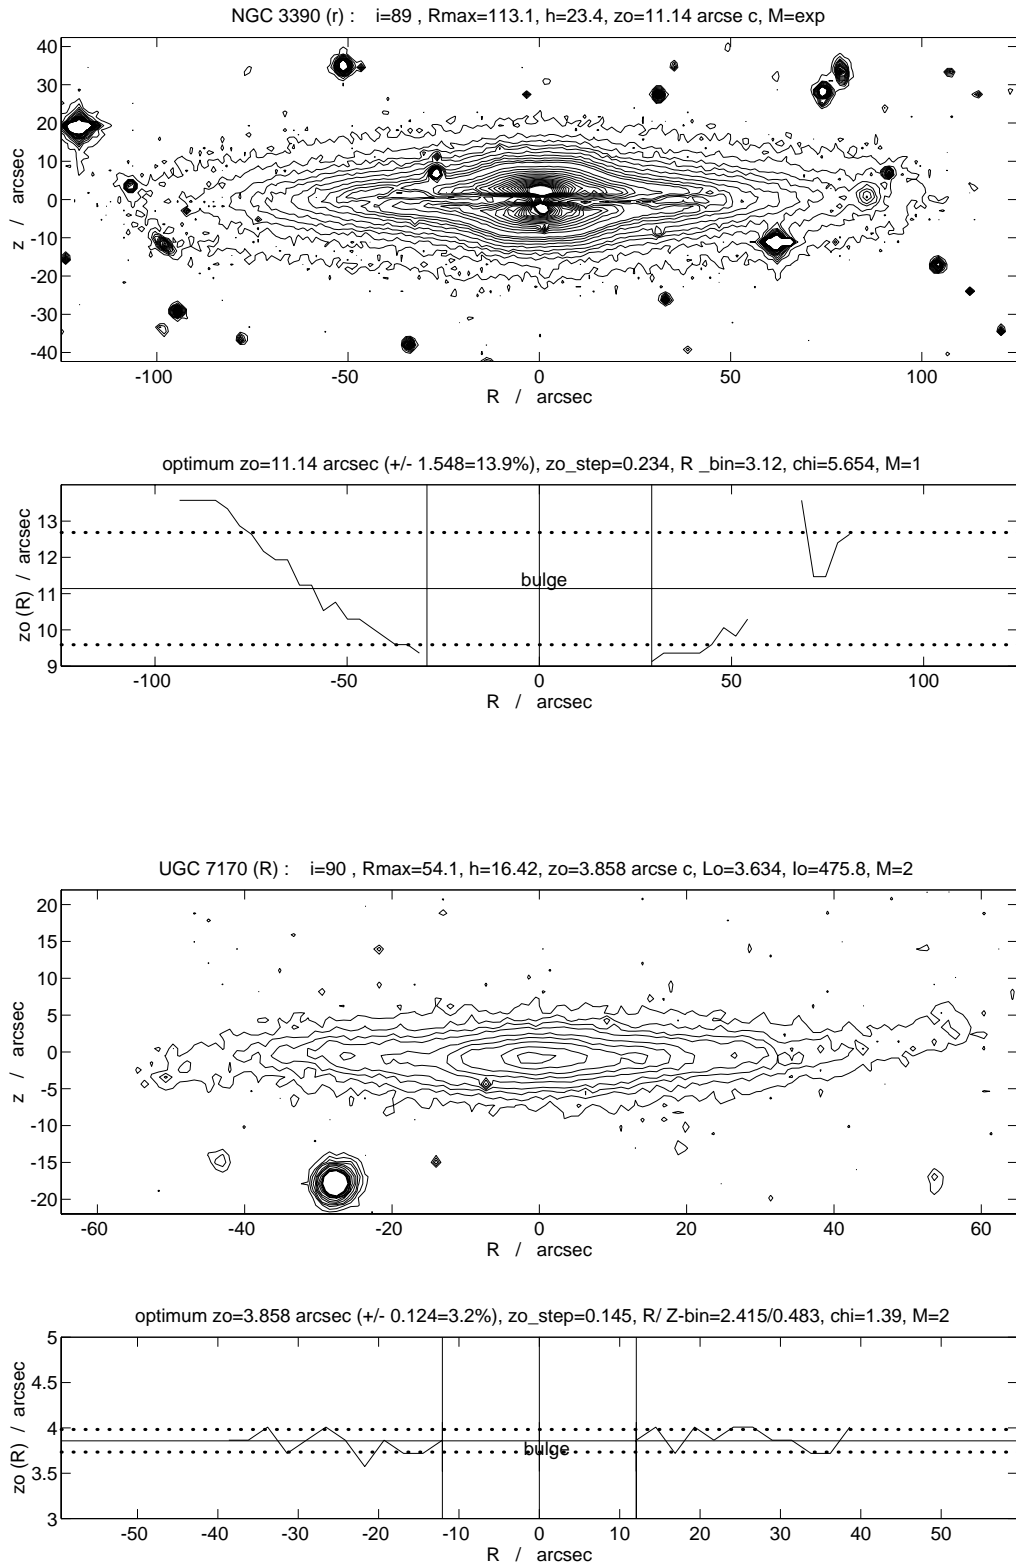 NGC 3390 (r) : i=89 , Rmax=113.1, h=23.4, zo=11.14 arse c, M=exp
40
30
20
10
0
-10
-20
-30
-40
z / arcsec
-100 -50 0 50 100
R / arcsec
optimum zo=11.14 arcsec (+/- 1.548=13.9%), zo_step=0.234, R _bin=3.12, chi=5.654, M=1
13
12
11
10
9
zo (R) / arcsec
bulge
-100 -50 0 50 100
R / arcsec
UGC 7170 (R) : i=90 , Rmax=54.1, h=16.42, zo=3.858 arcse c, Lo=3.634, Io=475.8, M=2
20
15
10
5
0
-5
-10
-15
-20
z / arcsec
-60 -40 -20 0 20 40 60
R / arcsec
optimum zo=3.858 arcsec (+/- 0.124=3.2%), zo_step=0.145, R/ Z-bin=2.415/0.483, chi=1.39, M=2
5
4.5
4
3.5
3
zo (R) / arcsec
bulge
-50 -40 -30 -20 -10 0 10 20 30 40 50
R / arcsec